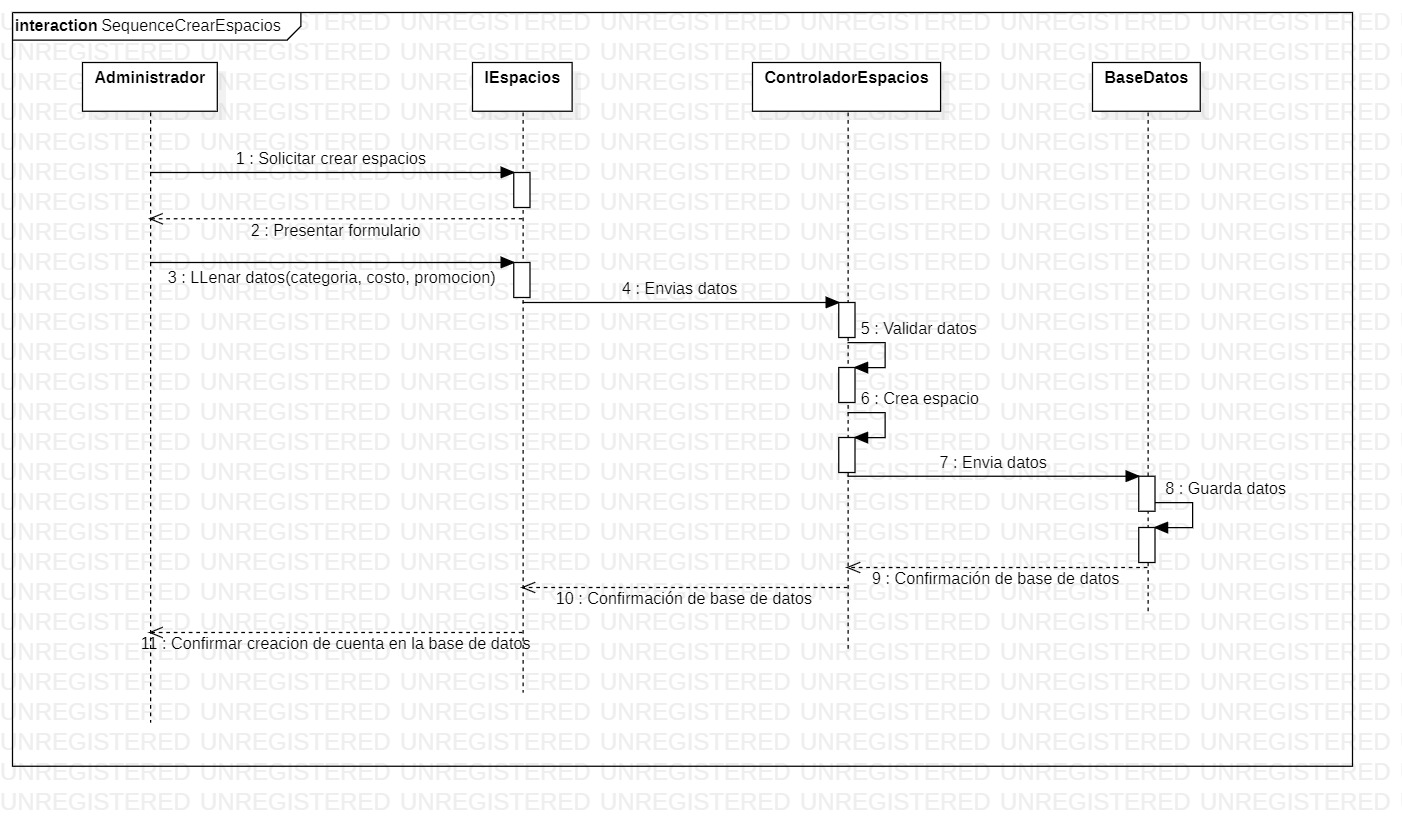 interaction SequenceCrearEspacios
Administrador
IEspacios
ControladorEspacios
BaseDatos
1 : Solicitar crear espacios
2 : Presentar formulario
3 : LLenar datos(categoria, costo, promocion)
4 : Envias datos
5 : Validar datos
6 : Crea espacio
7 : Envia datos
8 : Guarda datos
9 : Confirmación de base de datos
10 : Confirmación de base de datos
11 : Confirmar creacion de cuenta en la base de datos
UNREGISTERED